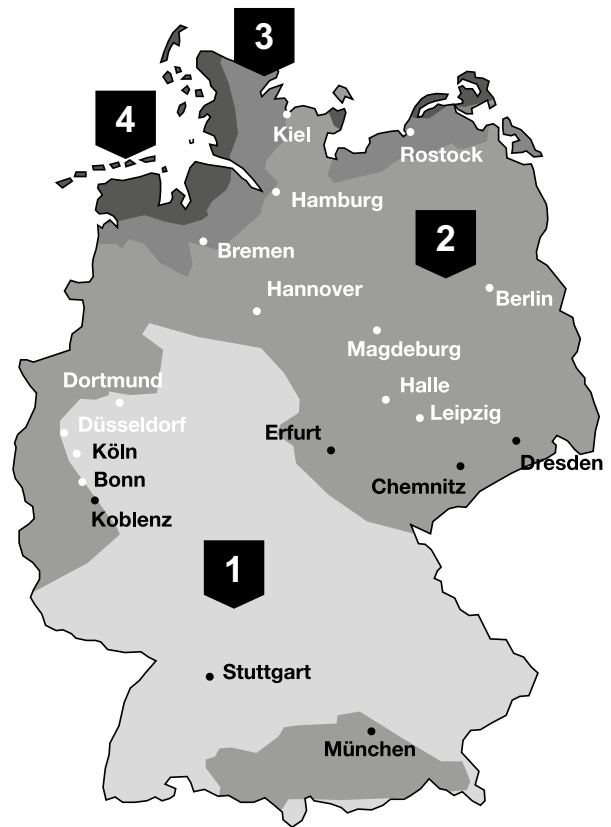 3
4
Kiel
Rostock
Hamburg
2
Bremen
Hannover
Berlin
Magdeburg
Dortmund
Halle
Leipzig
Düsseldorf
Erfurt
Köln
Dresden
Bonn
Chemnitz
Koblenz
1
Stuttgart
München